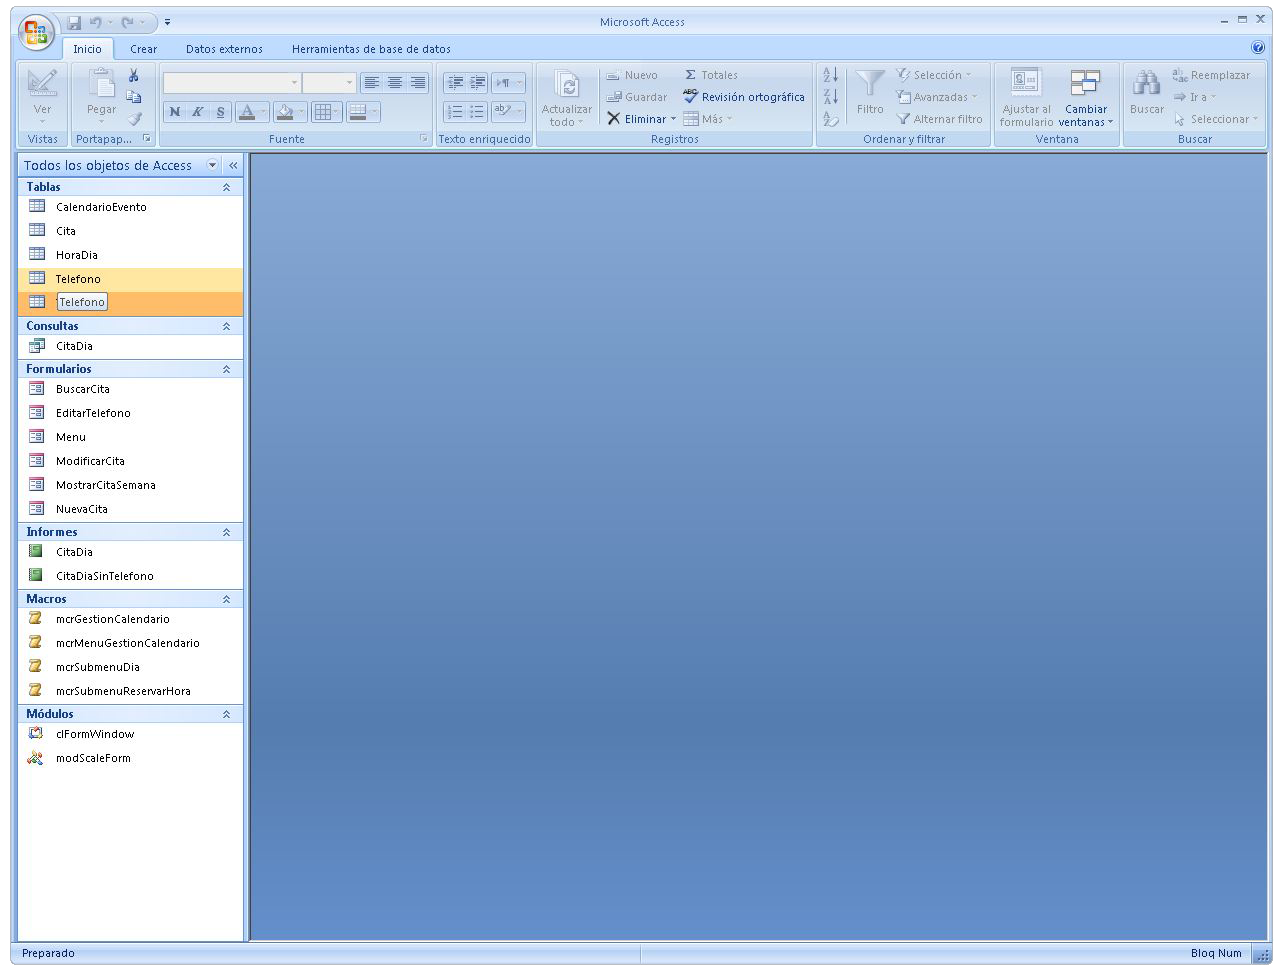 Microsoft Access
Inicio Crear Datos externos Herramientas de base de datos
Ver
Vistas
Pegar
Portapap...
N K S A
Fuente
Texto enriquecido
Actualizar todo
Nuevo
Guardar
Eliminar
Σ Totales
ABC Revisión ortográfica
Más
Registros
Filtro
Selección
Avanzadas
Alternar filtro
Ordenar y filtrar
Ajustar al formulario
Cambiar ventanas
Ventana
Buscar
Reemplazar
Ir a
Seleccionar
Buscar
Todos los objetos de Access
Tablas
CalendarioEvento
Cita
HoraDia
Telefono
Telefono
Consultas
CitaDia
Formularios
BuscarCita
EditarTelefono
Menu
ModificarCita
MostrarCitaSemana
NuevaCita
Informes
CitaDia
CitaDiaSinTelefono
Macros
mcrGestionCalendario
mcrMenuGestionCalendario
mcrSubmenuDia
mcrSubmenuReservarHora
Módulos
clFormWindow
modScaleForm
Preparado
Bloq Num